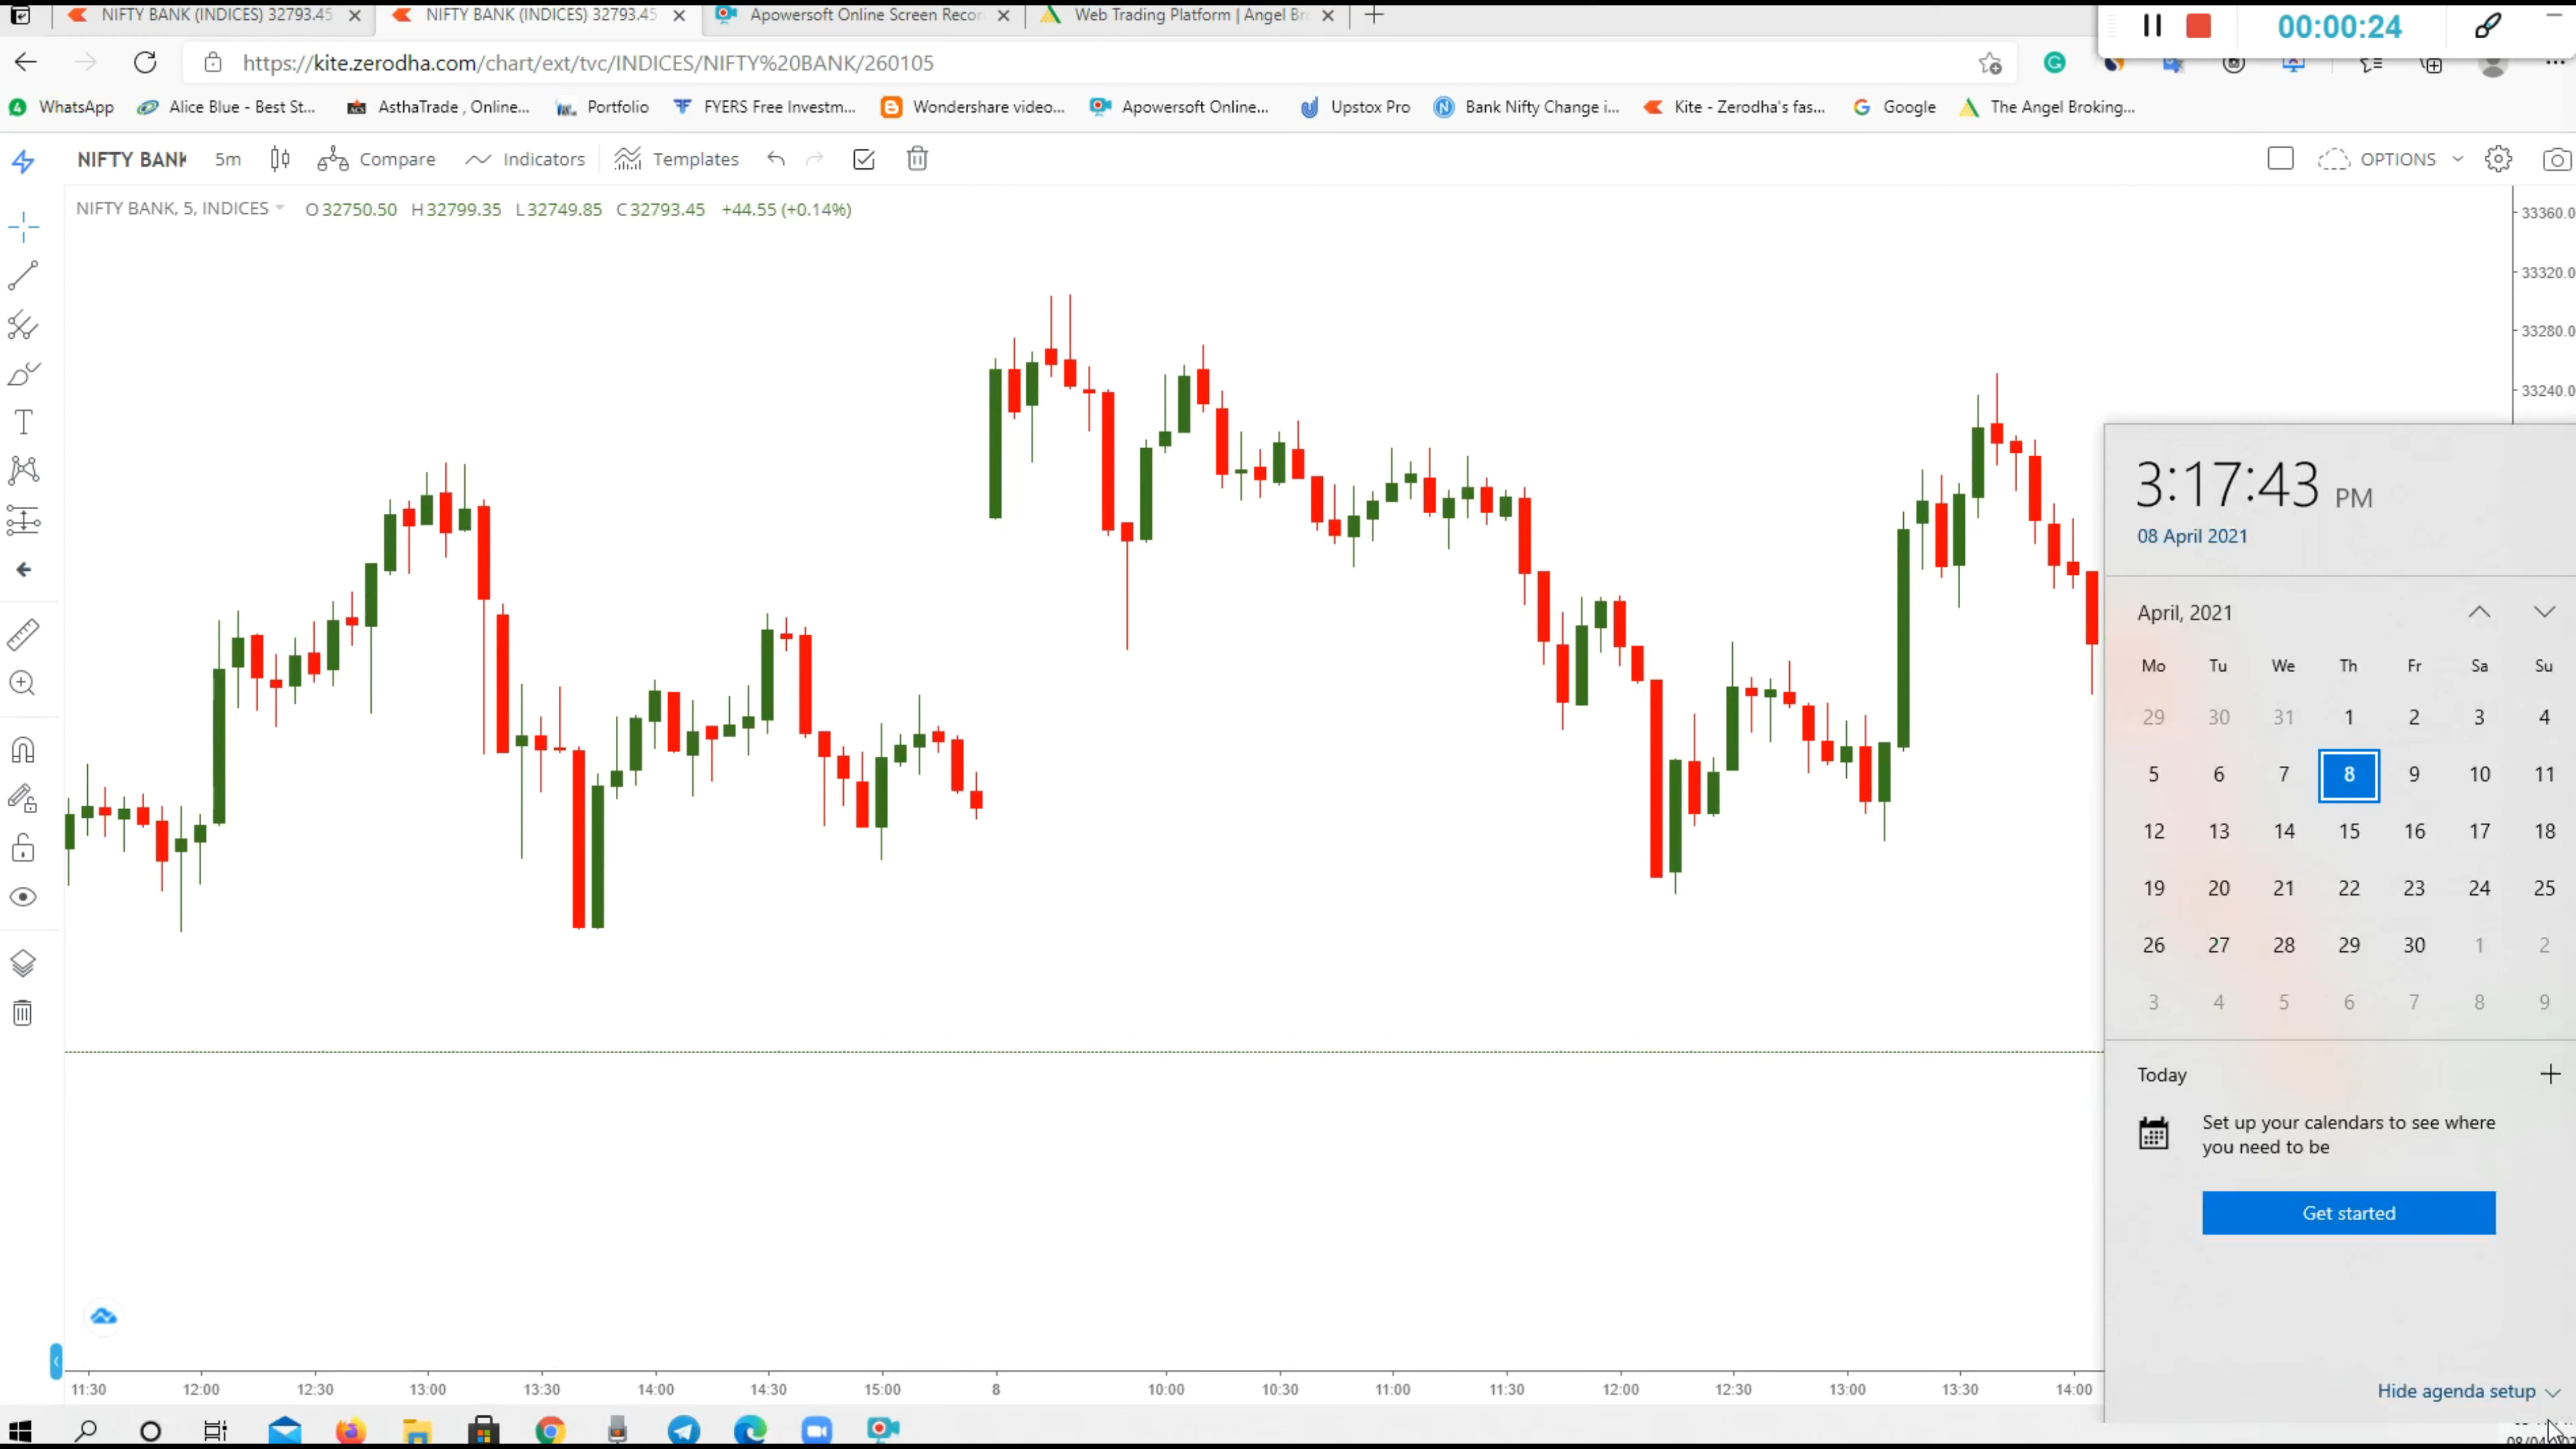 NIFTY BANK (INDICES) 32793.45
NIFTY BANK (INDICES) 32793.45
Apowersoft Online Screen Recor
Web Trading Platform | Angel Br
00:00:24
https://kite.zerodha.com/chart/ext/tvc/INDICES/NIFTY%20BANK/260105
WhatsApp
Alice Blue - Best St...
AsthaTrade , Online...
Portfolio
FYERS Free Investm...
Wondershare video...
Apowersoft Online...
Upstox Pro
Bank Nifty Change i...
Kite - Zerodha's fas...
Google
The Angel Broking...
NIFTY BANK
5m
Compare
Indicators
Templates
OPTIONS
NIFTY BANK, 5, INDICES O32750.50 H32799.35 L32749.85 C32793.45 +44.55 (+0.14%)
33360.0
33320.0
33280.0
33240.0
3:17:43 PM
08 April 2021
April, 2021
Mo Tu We Th Fr Sa Su
29 30 31 1 2 3 4
5 6 7 8 9 10 11
12 13 14 15 16 17 18
19 20 21 22 23 24 25
26 27 28 29 30 1 2
3 4 5 6 7 8 9
Today
Set up your calendars to see where
you need to be
Get started
Hide agenda setup
11:30 12:00 12:30 13:00 13:30 14:00 14:30 15:00 8 10:00 10:30 11:00 11:30 12:00 12:30 13:00 13:30 14:00